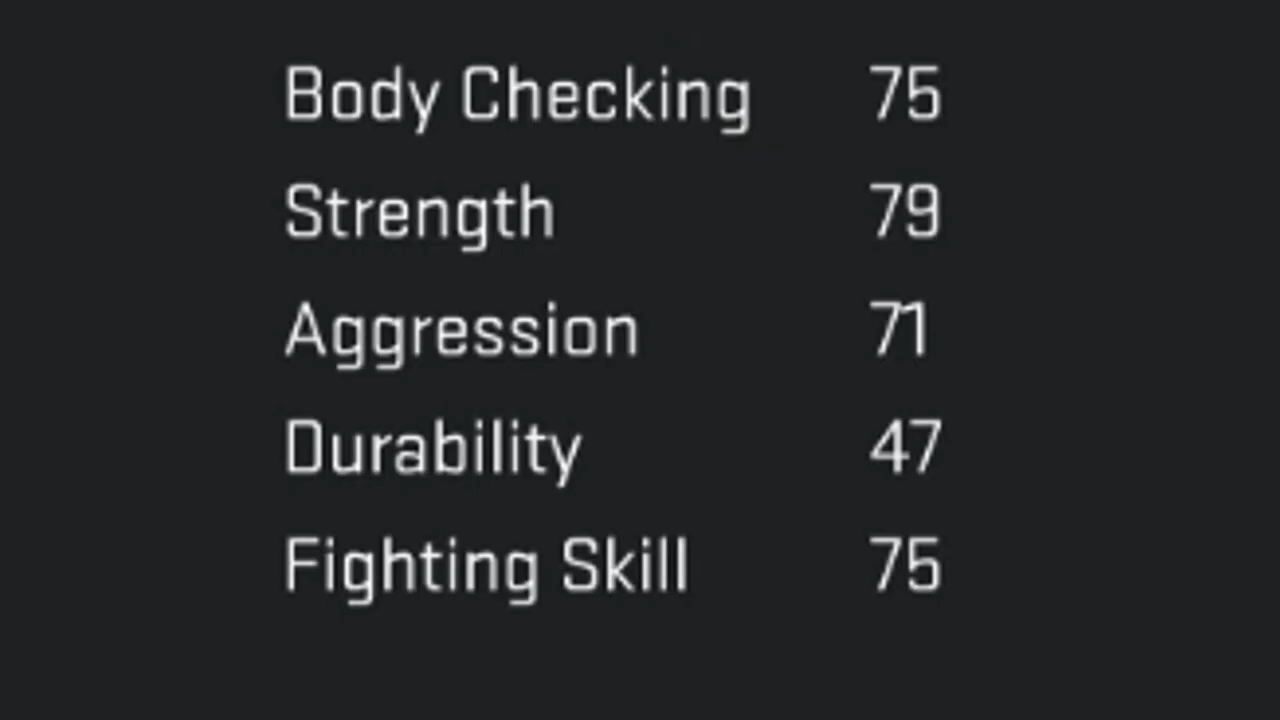 Body Checking 75
Strength 79
Aggression 71
Durability 47
Fighting Skill 75